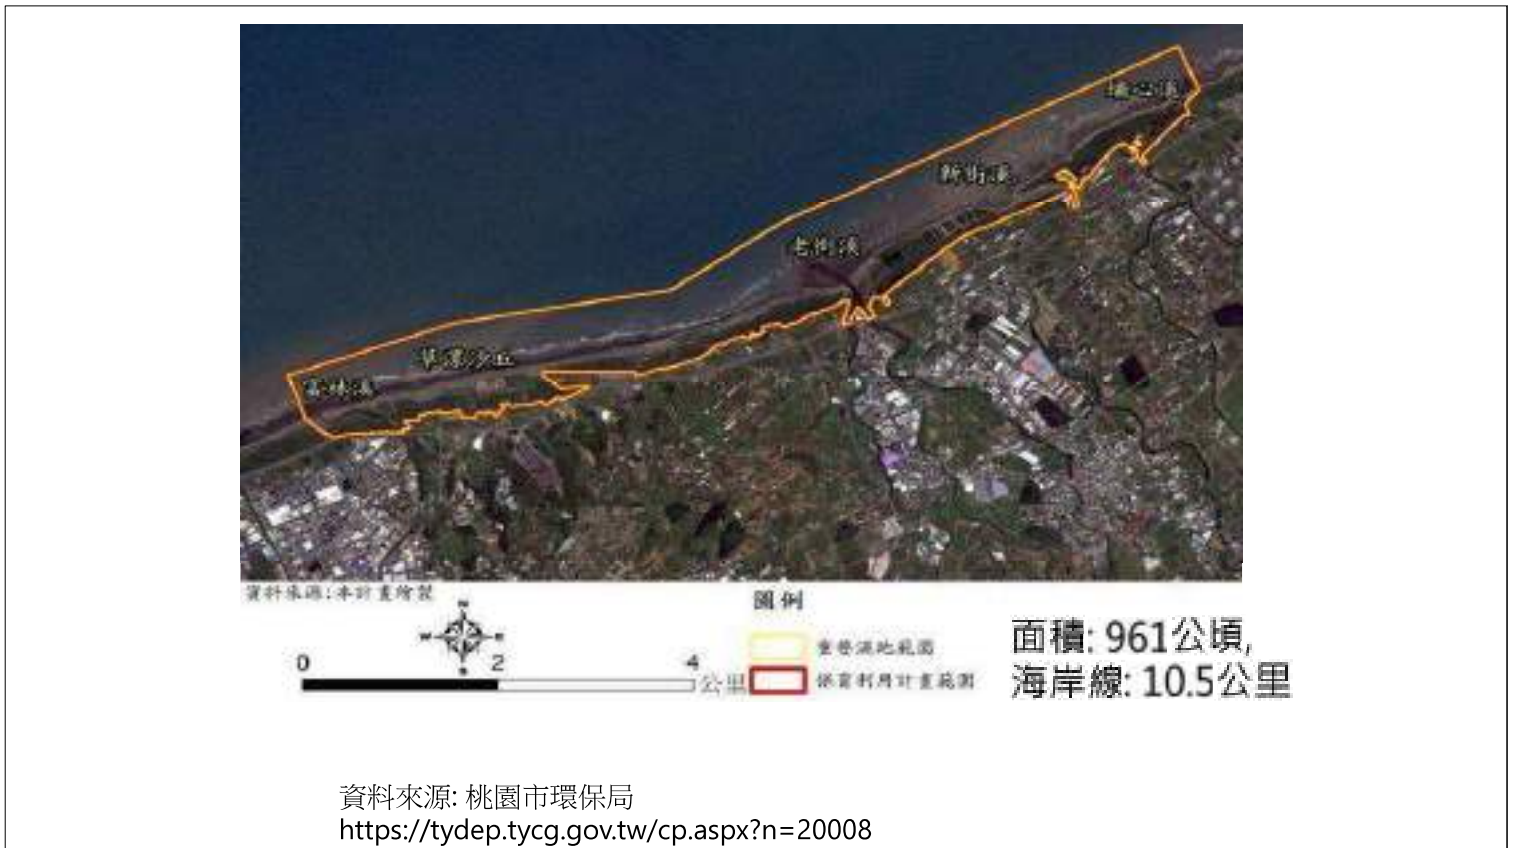 新街溪
老街溪
草漯沙丘
富林溪
資料來源:本計畫繪製
圖例
N
W
E
S
0
2
4
公里
重要濕地範圍
保育利用計畫範圍
面積: 961公頃,
海岸線: 10.5公里
資料來源: 桃園市環保局
https://tydep.tycg.gov.tw/cp.aspx?n=20008